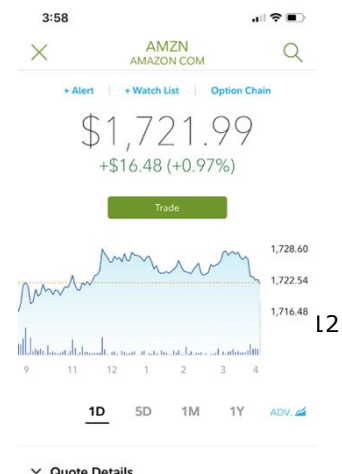 3:58
AMZN
AMAZON COM
+ Alert | + Watch List | Option Chain
$1,721.99
+$16.48 (+0.97%)
Trade
1,728.60
1,722.54
1,716.48
12
9 11 12 1 2 3 4
1D 5D 1M 1Y ADV.
Quote Details